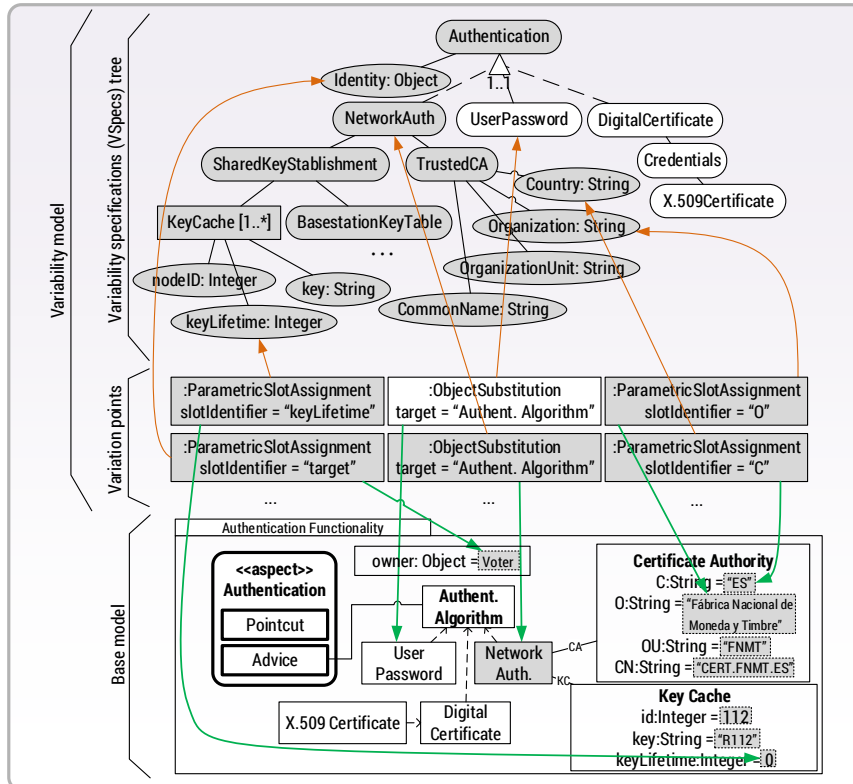 Variability model
Variability specifications (VSpecs) tree
Authentication
Identity: Object
1..1
NetworkAuth
UserPassword
DigitalCertificate
SharedKeyStablishment
TrustedCA
Credentials
Country: String
X.509Certificate
KeyCache [1..*]
BasestationKeyTable
Organization: String
...
nodeID: Integer
key: String
OrganizationUnit: String
keyLifetime: Integer
CommonName: String
Variation points
:ParametricSlotAssignment
slotIdentifier = “keyLifetime”
:ObjectSubstitution
target = “Authent. Algorithm”
:ParametricSlotAssignment
slotIdentifier = “O”
:ParametricSlotAssignment
slotIdentifier = “target”
:ObjectSubstitution
target = “Authent. Algorithm”
:ParametricSlotAssignment
slotIdentifier = “C”
...
...
...
Base model
Authentication Functionality
<<aspect>>
Authentication
Pointcut
Advice
owner: Object = Voter
Authent.
Algorithm
User
Password
Network
Auth.
CA
KC
X.509 Certificate
Digital
Certificate
Certificate Authority
C:String = “ES”
O:String = “Fábrica Nacional de
Moneda y Timbre”
OU:String = “FNMT”
CN:String = “CERT.FNMT.ES”
Key Cache
id:Integer = 112
key:String = “R112”
keyLifetime:Integer = 0